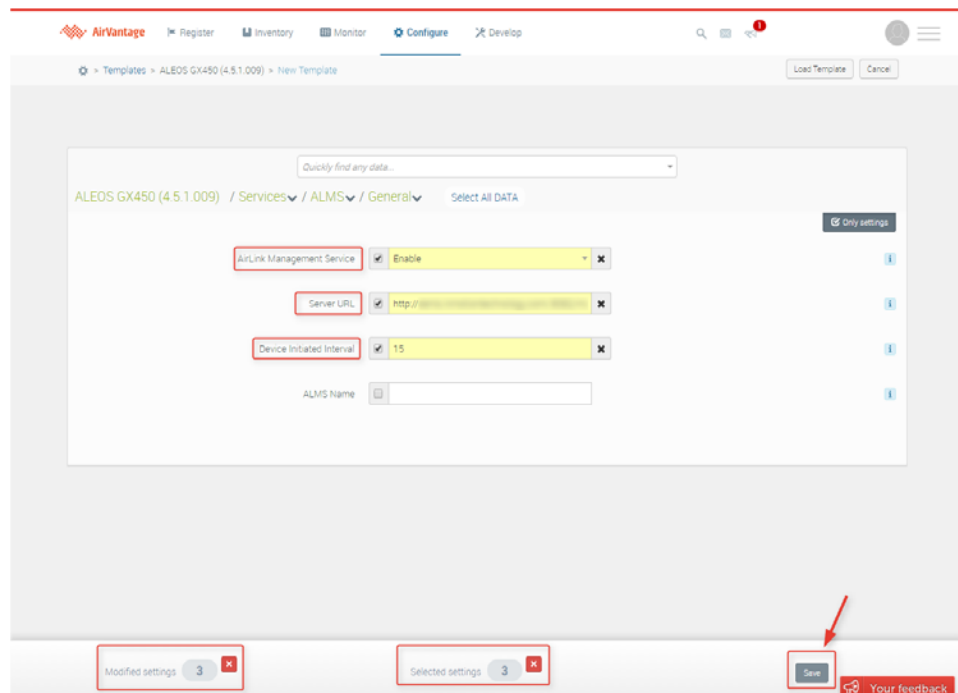 AirVantage Register Inventory Monitor Configure Develop 1
> Templates > ALEOS GX450 (4.5.1.009) > New Template Load Template Cancel
Quickly find any data...
ALEOS GX450 (4.5.1.009) / Services / ALMS / General Select All DATA
Only settings
AirLink Management Service Enable
Server URL http://
Device Initiated Interval 15
ALMS Name
Modified settings 3 Selected settings 3 Save
Your feedback